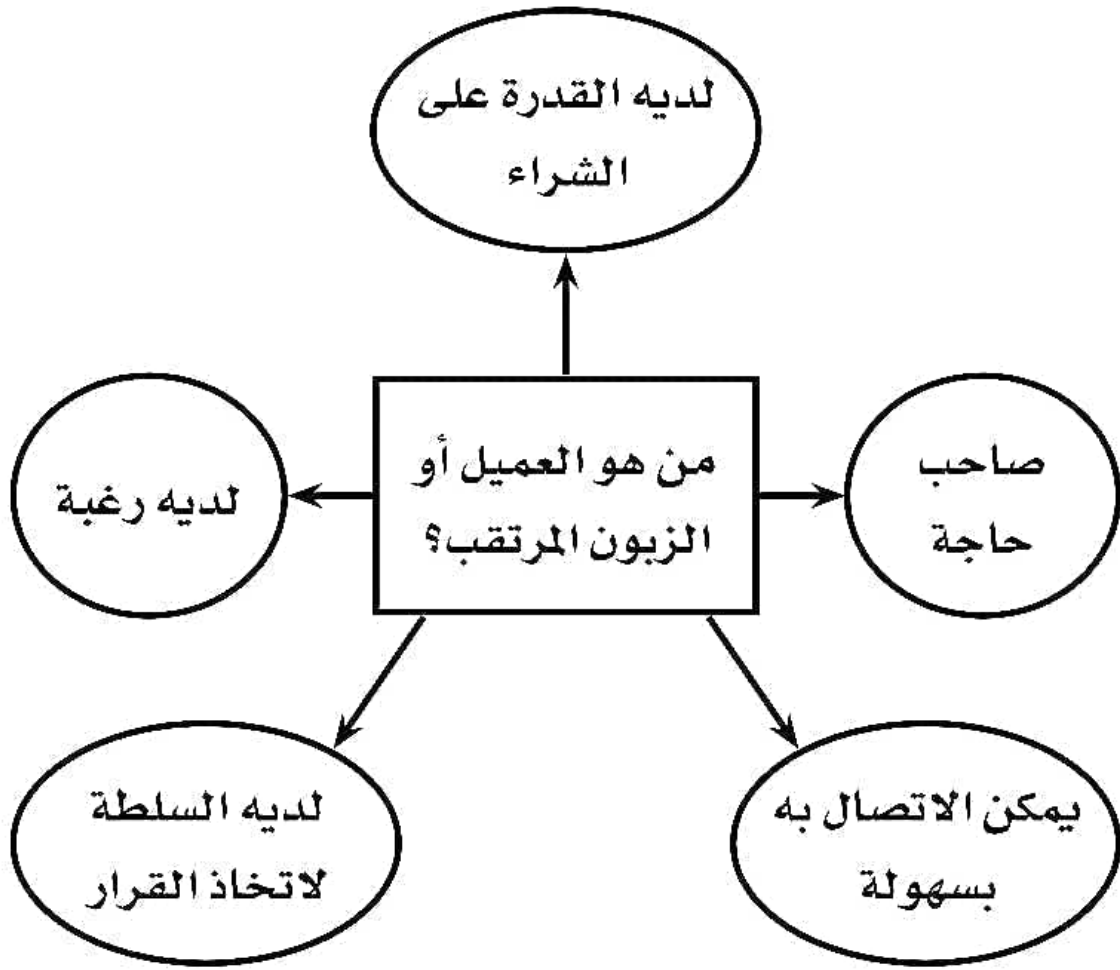 لديه القدرة على
الشراء
من هو العميل أو
الزبون المرتقب؟
صاحب
حاجة
لديه رغبة
يمكن الاتصال به
بسهولة
لديه السلطة
لاتخاذ القرار